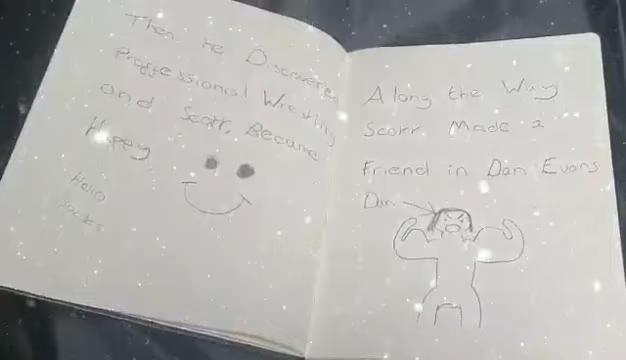 Then he Discovered
Proffessional Wrestling
and Scott, Became
Happy
Hello
Along the Way
Scott Made a
Friend in Dan Evans
Dan